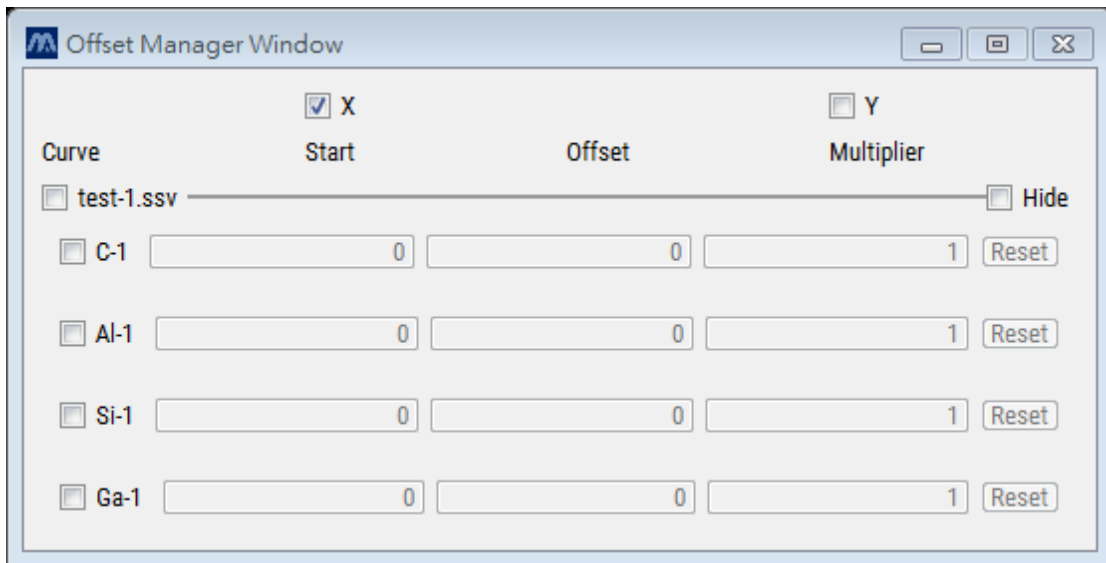 Offset Manager Window
X Y
Curve Start Offset Multiplier
test-1.ssv Hide
C-1 0 0 1 Reset
Al-1 0 0 1 Reset
Si-1 0 0 1 Reset
Ga-1 0 0 1 Reset